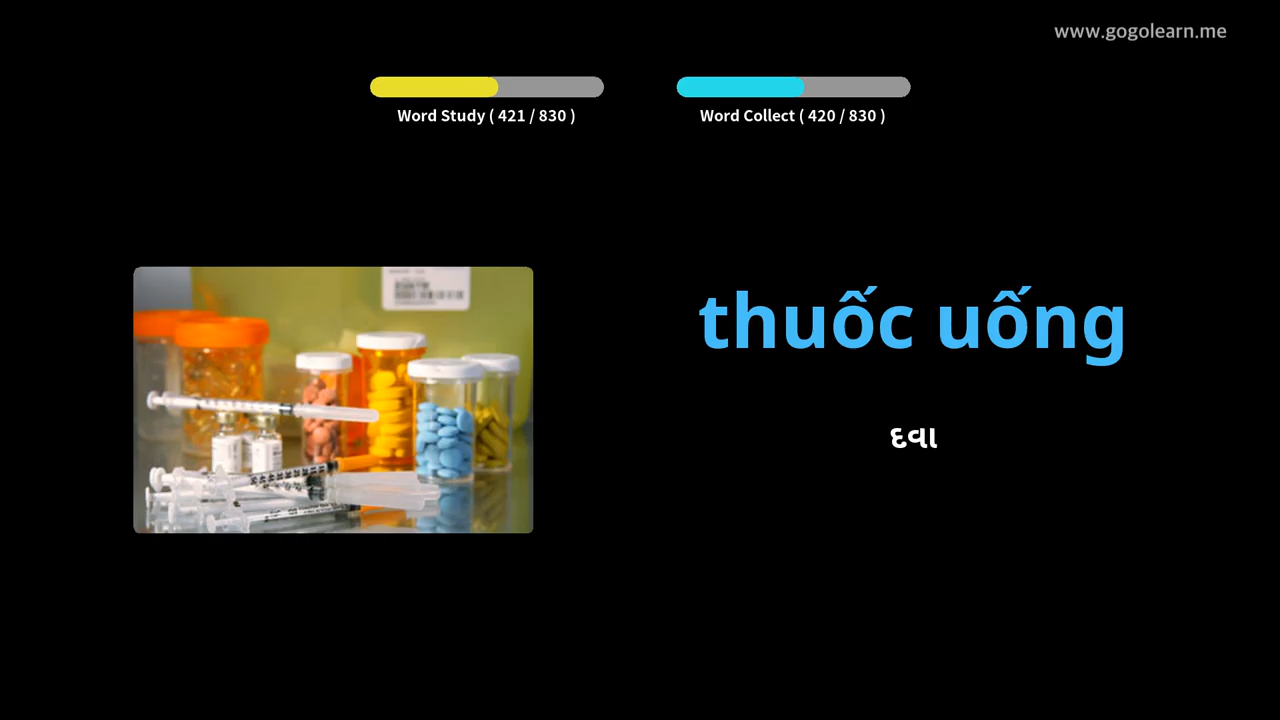 www.gogolearn.me
Word Study ( 421 / 830 )
Word Collect ( 420 / 830 )
thuốc uống
દવા